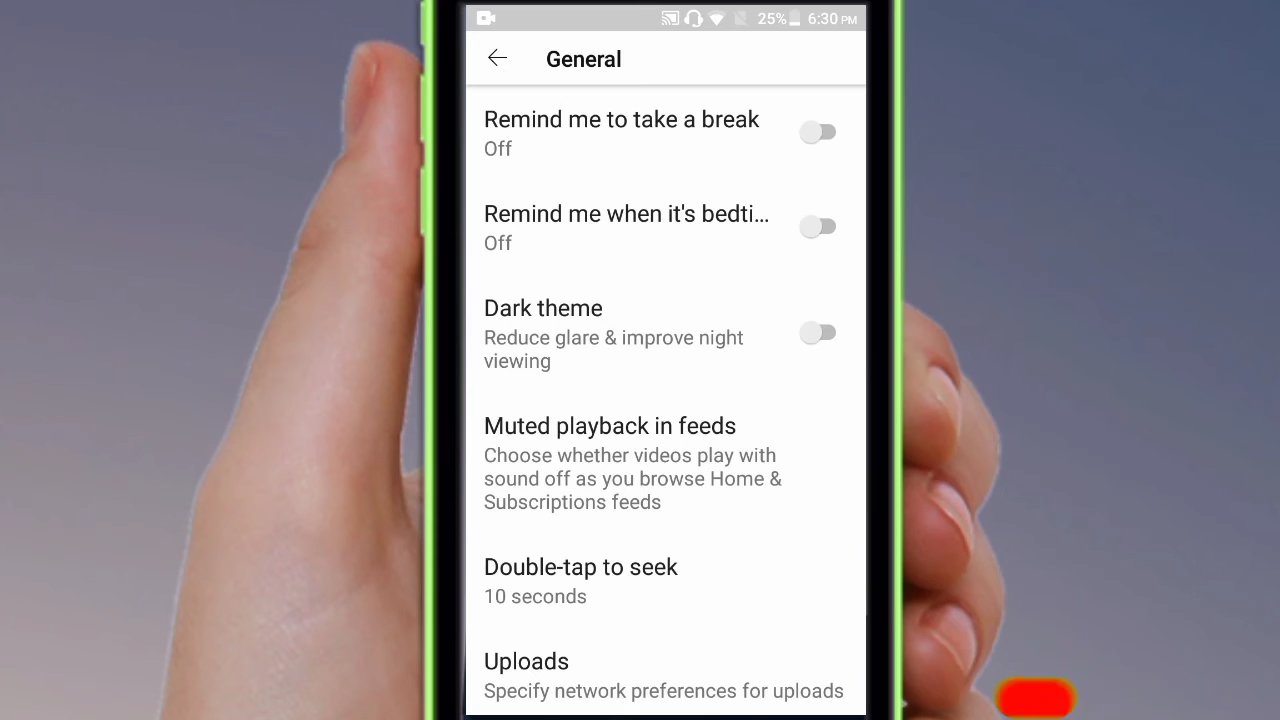 25% 6:30 PM
General
Remind me to take a break
Off
Remind me when it's bedti...
Off
Dark theme
Reduce glare & improve night
viewing
Muted playback in feeds
Choose whether videos play with
sound off as you browse Home &
Subscriptions feeds
Double-tap to seek
10 seconds
Uploads
Specify network preferences for uploads